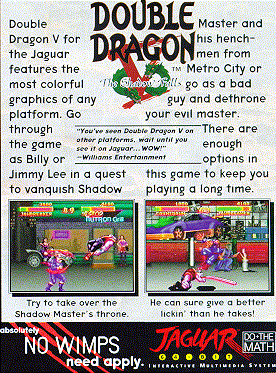 DOUBLE
DRAGON
TM
The Shadow Falls
Double
Dragon V for
the Jaguar
features the
most colorful
graphics of any
platform. Go
through
the game
as Billy or
Jimmy Lee in a quest
to vanquish Shadow
Master and
his hench-
men from
Metro City or
go as a bad
guy and dethrone
your evil master.
There are
enough
options in
this game to keep you
playing a long time.
"You've seen Double Dragon V on
other platforms, wait until you
see it on Jaguar...WOW!"
–Williams Entertainment
Try to take over the
Shadow Master's throne.
He can sure give a better
lickin' than he takes!
absolutely
NO WIMPS
need apply.
JAGUAR
64-BIT
INTERACTIVE MULTIMEDIA SYSTEM
DO•THE
MATH